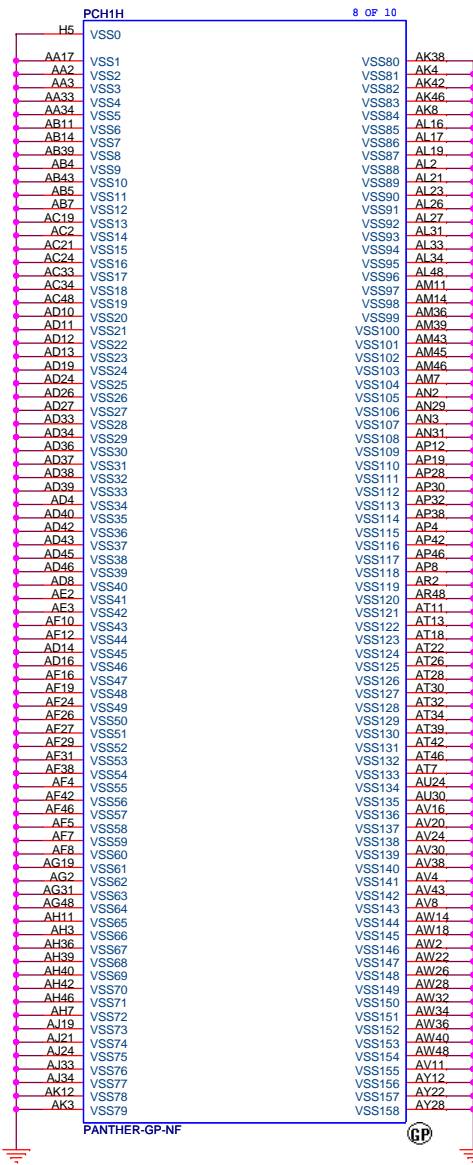 PCH1H 8 OF 10
H5 VSS0
AA17 VSS1 VSS80 AK38
AA2 VSS2 VSS81 AK4
AA3 VSS3 VSS82 AK42
AA33 VSS4 VSS83 AK46
AA34 VSS5 VSS84 AK8
AB11 VSS6 VSS85 AL16
AB14 VSS7 VSS86 AL17
AB39 VSS8 VSS87 AL19
AB4 VSS9 VSS88 AL2
AB43 VSS10 VSS89 AL21
AB5 VSS11 VSS90 AL23
AB7 VSS12 VSS91 AL26
AC19 VSS13 VSS92 AL27
AC2 VSS14 VSS93 AL31
AC21 VSS15 VSS94 AL33
AC24 VSS16 VSS95 AL34
AC33 VSS17 VSS96 AL48
AC34 VSS18 VSS97 AM11
AC48 VSS19 VSS98 AM14
AD10 VSS20 VSS99 AM36
AD11 VSS21 VSS100 AM39
AD12 VSS22 VSS101 AM43
AD13 VSS23 VSS102 AM45
AD19 VSS24 VSS103 AM46
AD24 VSS25 VSS104 AM7
AD26 VSS26 VSS105 AN2
AD27 VSS27 VSS106 AN29
AD33 VSS28 VSS107 AN3
AD34 VSS29 VSS108 AN31
AD36 VSS30 VSS109 AP12
AD37 VSS31 VSS110 AP19
AD38 VSS32 VSS111 AP28
AD39 VSS33 VSS112 AP30
AD4 VSS34 VSS113 AP32
AD40 VSS35 VSS114 AP38
AD42 VSS36 VSS115 AP4
AD43 VSS37 VSS116 AP42
AD45 VSS38 VSS117 AP46
AD46 VSS39 VSS118 AP8
AD8 VSS40 VSS119 AR2
AE2 VSS41 VSS120 AR48
AE3 VSS42 VSS121 AT11
AF10 VSS43 VSS122 AT13
AF12 VSS44 VSS123 AT18
AD14 VSS45 VSS124 AT22
AD16 VSS46 VSS125 AT26
AF16 VSS47 VSS126 AT28
AF19 VSS48 VSS127 AT30
AF24 VSS49 VSS128 AT32
AF26 VSS50 VSS129 AT34
AF27 VSS51 VSS130 AT39
AF29 VSS52 VSS131 AT42
AF31 VSS53 VSS132 AT46
AF38 VSS54 VSS133 AT7
AF4 VSS55 VSS134 AU24
AF42 VSS56 VSS135 AU30
AF46 VSS57 VSS136 AV16
AF5 VSS58 VSS137 AV20
AF7 VSS59 VSS138 AV24
AF8 VSS60 VSS139 AV30
AG19 VSS61 VSS140 AV38
AG2 VSS62 VSS141 AV4
AG31 VSS63 VSS142 AV43
AG48 VSS64 VSS143 AV8
AH11 VSS65 VSS144 AW14
AH3 VSS66 VSS145 AW18
AH36 VSS67 VSS146 AW2
AH39 VSS68 VSS147 AW22
AH40 VSS69 VSS148 AW26
AH42 VSS70 VSS149 AW28
AH46 VSS71 VSS150 AW32
AH7 VSS72 VSS151 AW34
AJ19 VSS73 VSS152 AW36
AJ21 VSS74 VSS153 AW40
AJ24 VSS75 VSS154 AW48
AJ33 VSS76 VSS155 AV11
AJ34 VSS77 VSS156 AY12
AK12 VSS78 VSS157 AY22
AK3 VSS79 VSS158 AY28
PANTHER-GP-NF GP